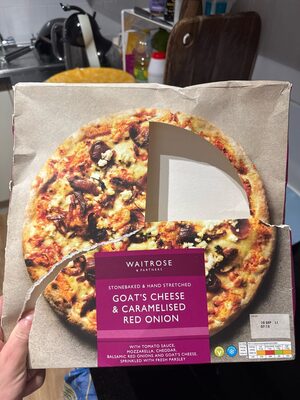 WAITROSE
& PARTNERS
STONEBAKED & HAND STRETCHED
GOAT'S CHEESE
& CARAMELISED
RED ONION
WITH TOMATO SAUCE,
MOZZARELLA, CHEDDAR,
BALSAMIC RED ONIONS AND GOAT'S CHEESE,
SPRINKLED WITH FRESH PARSLEY